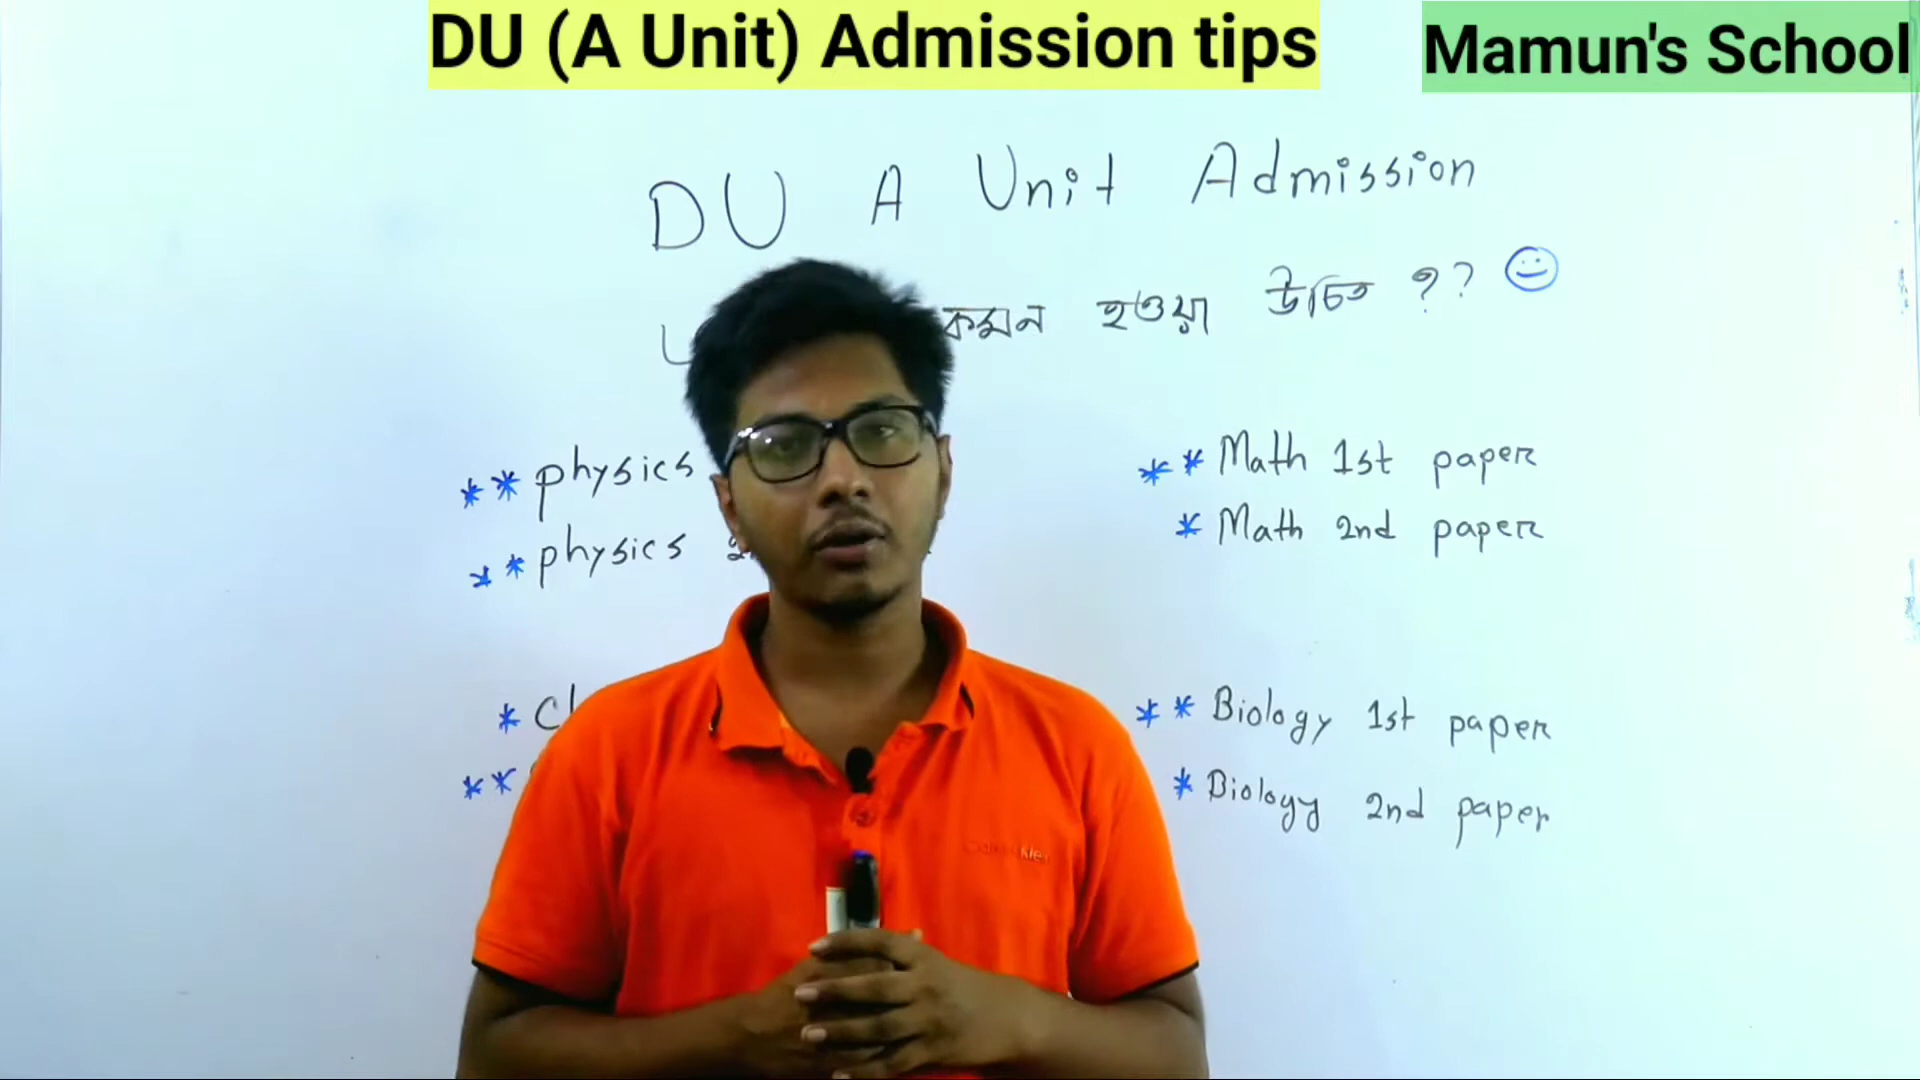 DU (A Unit) Admission tips
Mamun's School
DU A Unit Admission
হওয়া উচিত ??
** physics
** Math 1st paper
** physics
* Math 2nd paper
*
** Biology 1st paper
**
* Biology 2nd paper